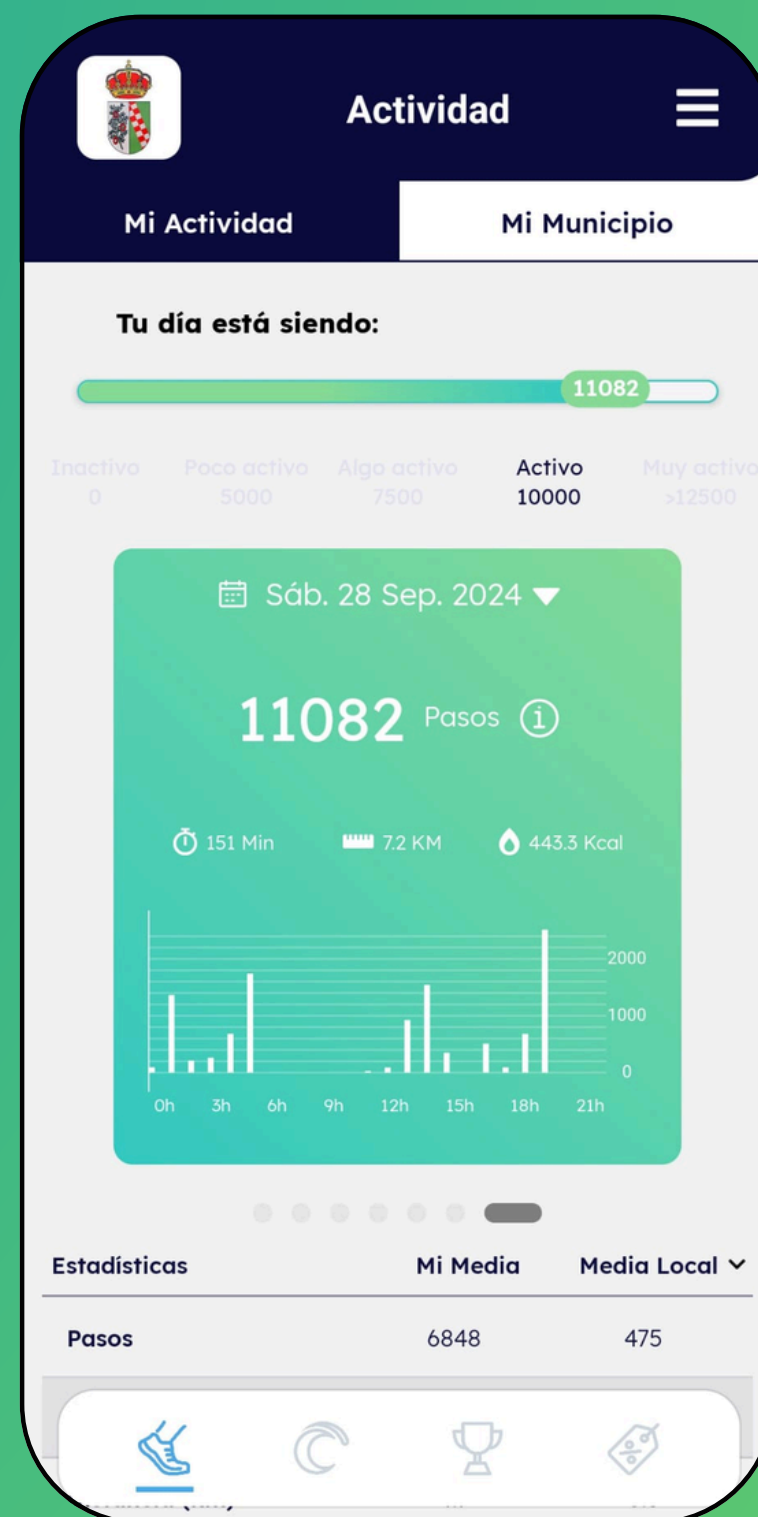 Actividad
Mi Actividad Mi Municipio
Tu día está siendo:
11082
Inactivo Poco activo Algo activo Activo Muy activo
0 5000 7500 10000 >12500
Sáb. 28 Sep. 2024
11082 Pasos i
151 Min 7.2 KM 443.3 Kcal
2000
1000
0
0h 3h 6h 9h 12h 15h 18h 21h
Estadísticas Mi Media Media Local
Pasos 6848 475